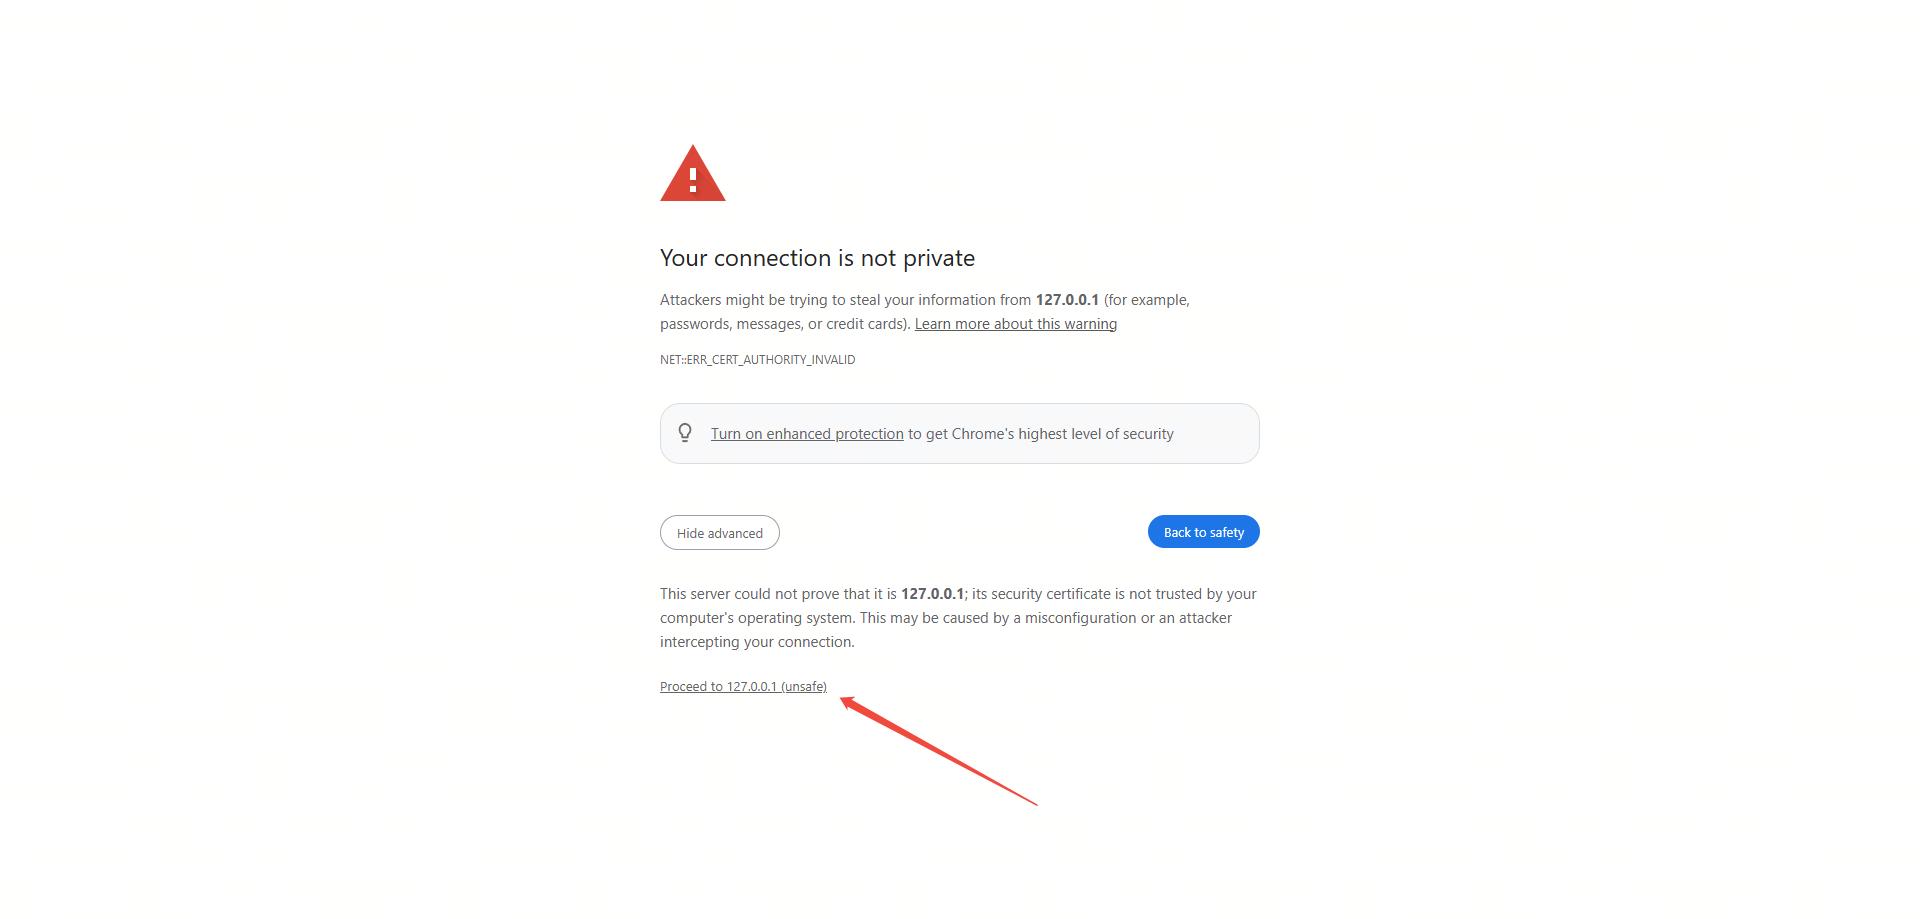 Your connection is not private
Attackers might be trying to steal your information from 127.0.0.1 (for example,
passwords, messages, or credit cards). Learn more about this warning
NET::ERR_CERT_AUTHORITY_INVALID
Turn on enhanced protection to get Chrome's highest level of security
Hide advanced
Back to safety
This server could not prove that it is 127.0.0.1; its security certificate is not trusted by your
computer's operating system. This may be caused by a misconfiguration or an attacker
intercepting your connection.
Proceed to 127.0.0.1 (unsafe)